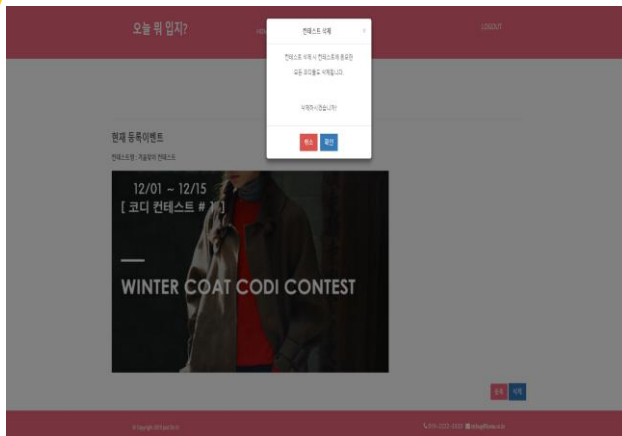 오늘 뭐 입지?
LOGOUT
컨테스트 삭제
×
컨테스트 삭제 시 컨테스트에 등록한
모든 코디들도 삭제됩니다.
삭제하시겠습니까?
취소 확인
현재 등록이벤트
컨테스트명 : 겨울코디 컨테스트
12/01 ~ 12/15
[ 코디 컨테스트 # 1 ]
WINTER COAT CODI CONTEST
등록 삭제